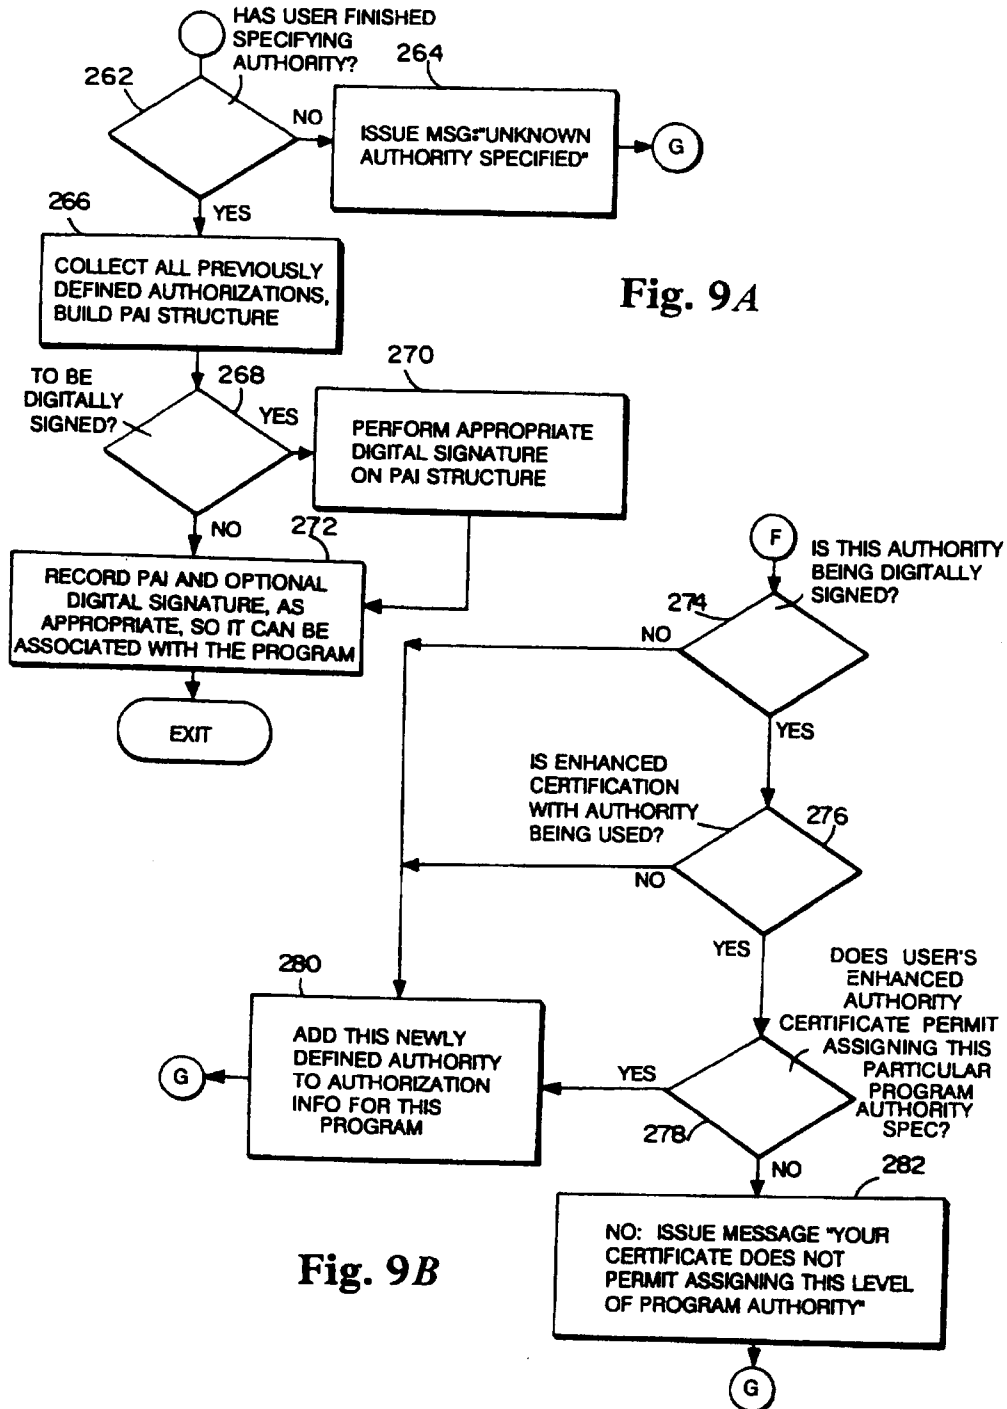 HAS USER FINISHED
SPECIFYING
AUTHORITY?
262
264
NO
ISSUE MSG:"UNKNOWN
AUTHORITY SPECIFIED"
G
YES
266
COLLECT ALL PREVIOUSLY
DEFINED AUTHORIZATIONS,
BUILD PAI STRUCTURE
Fig. 9A
TO BE
DIGITALLY
SIGNED?
268
YES
270
PERFORM APPROPRIATE
DIGITAL SIGNATURE
ON PAI STRUCTURE
NO
272
RECORD PAI AND OPTIONAL
DIGITAL SIGNATURE, AS
APPROPRIATE, SO IT CAN BE
ASSOCIATED WITH THE PROGRAM
EXIT
F
IS THIS AUTHORITY
BEING DIGITALLY
SIGNED?
274
NO
YES
IS ENHANCED
CERTIFICATION
WITH AUTHORITY
BEING USED?
276
NO
YES
DOES USER'S
ENHANCED
AUTHORITY
CERTIFICATE PERMIT
ASSIGNING THIS
PARTICULAR
PROGRAM
AUTHORITY
SPEC?
280
ADD THIS NEWLY
DEFINED AUTHORITY
TO AUTHORIZATION
INFO FOR THIS
PROGRAM
G
YES
278
NO
282
NO: ISSUE MESSAGE "YOUR
CERTIFICATE DOES NOT
PERMIT ASSIGNING THIS LEVEL
OF PROGRAM AUTHORITY"
Fig. 9B
G